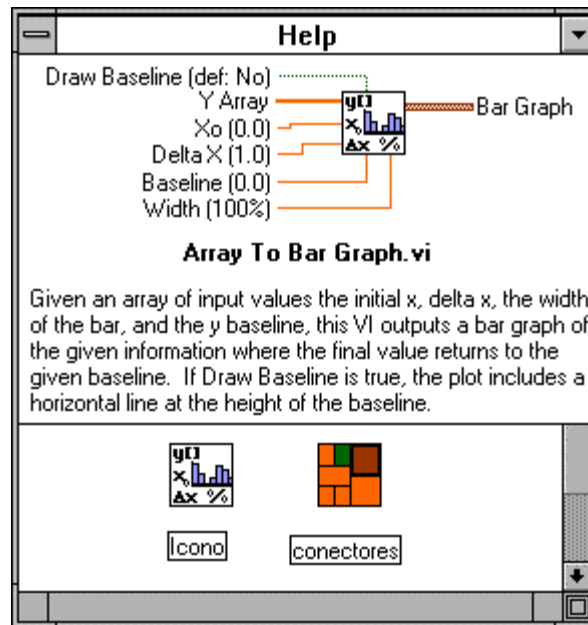 Help
Draw Baseline (def: No)
Y Array
Xo (0.0)
Delta X (1.0)
Baseline (0.0)
Width (100%)
y[]
x₀
Δx %
Bar Graph
Array To Bar Graph.vi
Given an array of input values the initial x, delta x, the width
of the bar, and the y baseline, this VI outputs a bar graph of
the given information where the final value returns to the
given baseline. If Draw Baseline is true, the plot includes a
horizontal line at the height of the baseline.
y[]
x₀
Δx %
Icono
conectores